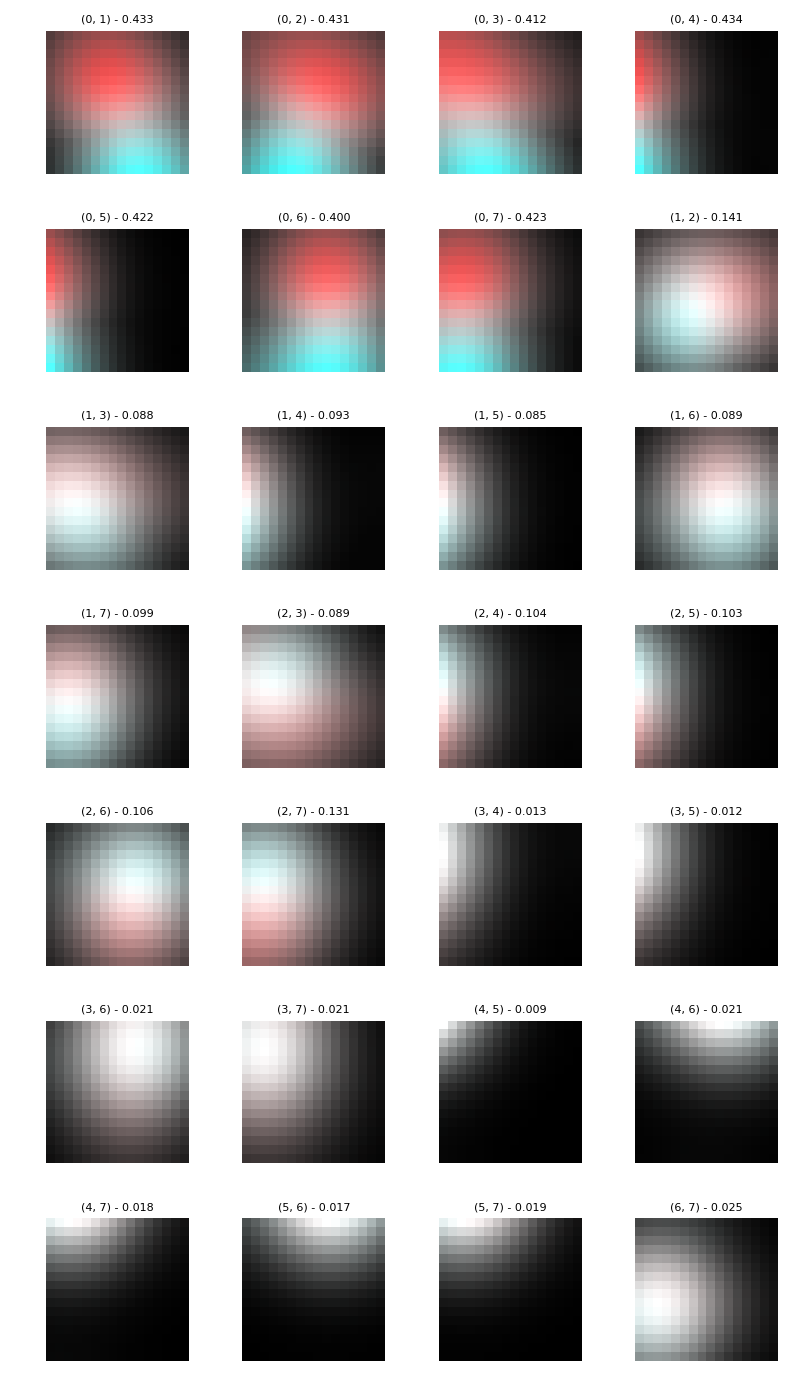 (0, 1) - 0.433 (0, 2) - 0.431 (0, 3) - 0.412 (0, 4) - 0.434
(0, 5) - 0.422 (0, 6) - 0.400 (0, 7) - 0.423 (1, 2) - 0.141
(1, 3) - 0.088 (1, 4) - 0.093 (1, 5) - 0.085 (1, 6) - 0.089
(1, 7) - 0.099 (2, 3) - 0.089 (2, 4) - 0.104 (2, 5) - 0.103
(2, 6) - 0.106 (2, 7) - 0.131 (3, 4) - 0.013 (3, 5) - 0.012
(3, 6) - 0.021 (3, 7) - 0.021 (4, 5) - 0.009 (4, 6) - 0.021
(4, 7) - 0.018 (5, 6) - 0.017 (5, 7) - 0.019 (6, 7) - 0.025